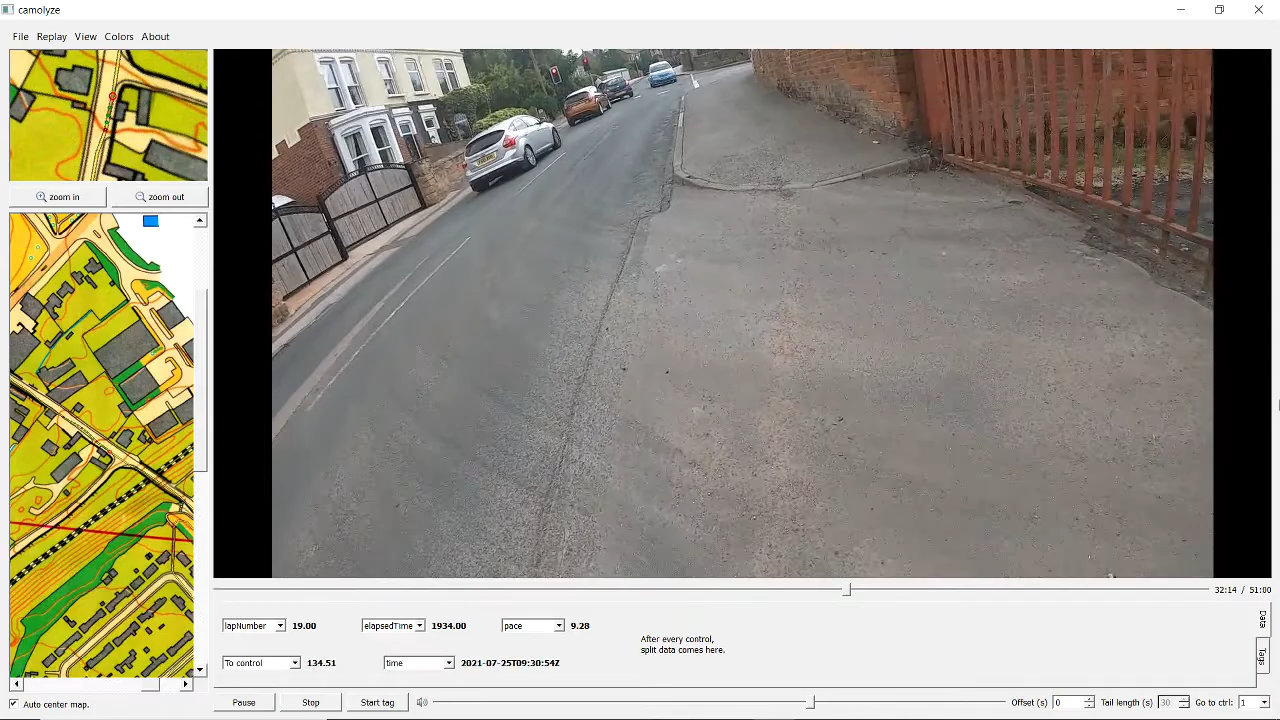 camolyze
File Replay View Colors About
zoom in zoom out
32:14 / 51:00
lapNumber 19.00 elapsedTime 1934.00 pace 9.28
After every control,
split data comes here.
To control 134.51 time 2021-07-25T09:30:54Z
Data
Tags
Auto center map.
Pause Stop Start tag Offset (s) 0 Tail length (s) 30 Go to ctrl: 1